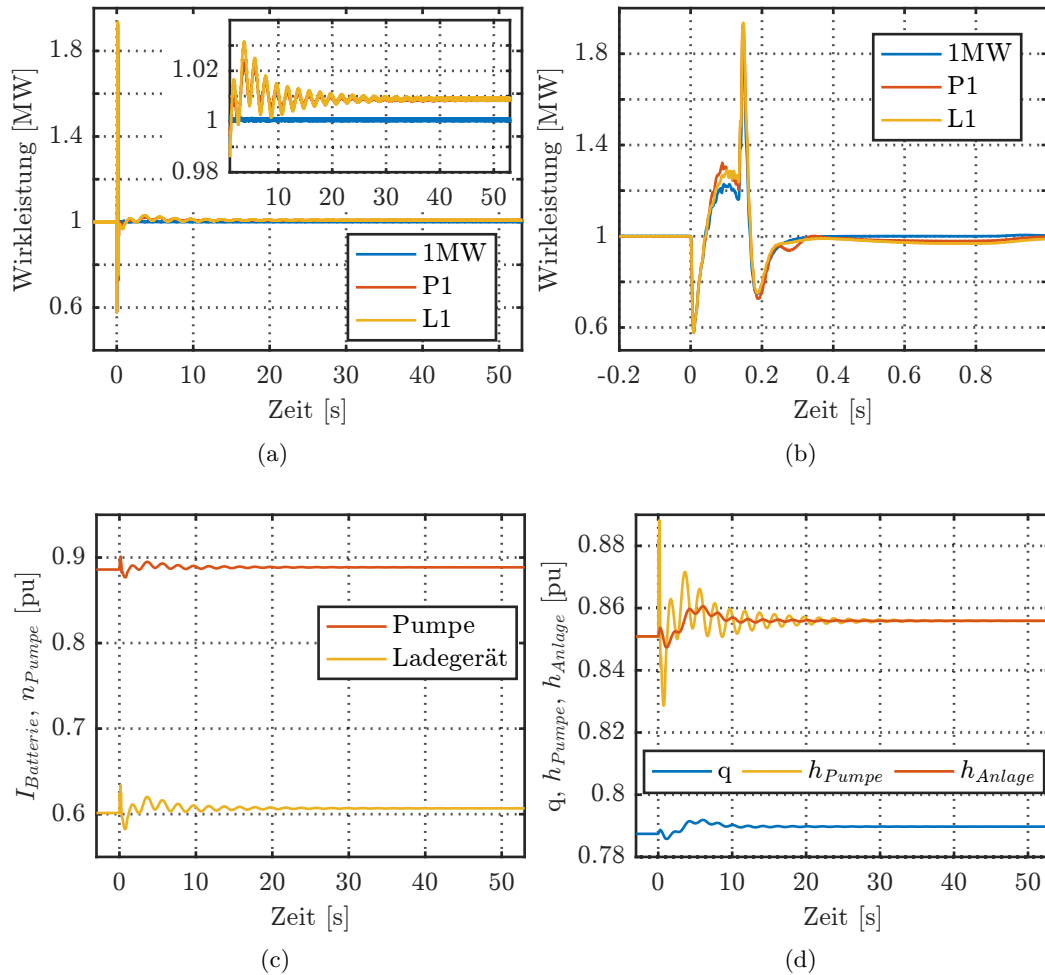 1.8
1.4
1
0.6
Wirkleistung [MW]
1.02
1
0.98
10 20 30 40 50
1MW
P1
L1
0 10 20 30 40 50
Zeit [s]
(a)
1.8
1.4
1
0.6
Wirkleistung [MW]
1MW
P1
L1
-0.2 0 0.2 0.4 0.6 0.8
Zeit [s]
(b)
0.9
0.8
0.7
0.6
I_Batterie, n_Pumpe [pu]
Pumpe
Ladegerät
0 10 20 30 40 50
Zeit [s]
(c)
0.88
0.86
0.84
0.82
0.8
0.78
q, h_Pumpe, h_Anlage [pu]
q h_Pumpe h_Anlage
0 10 20 30 40 50
Zeit [s]
(d)